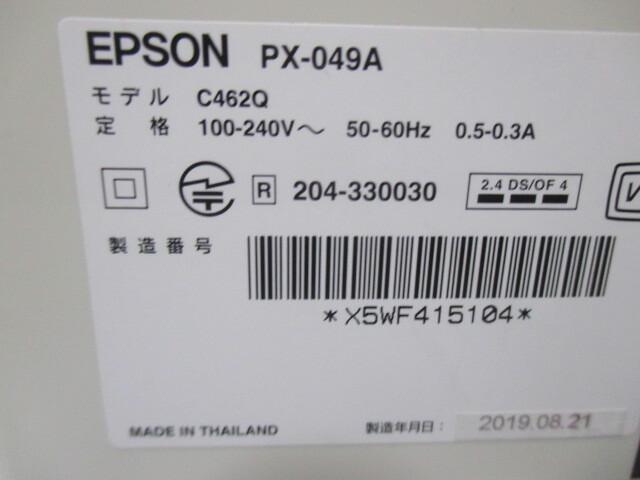 EPSON PX-049A
モデル C462Q
定格 100-240V～ 50-60Hz 0.5-0.3A
R 204-330030 2.4 DS/OF 4
製造番号
*X5WF415104*
MADE IN THAILAND 製造年月日: 2019.08.21